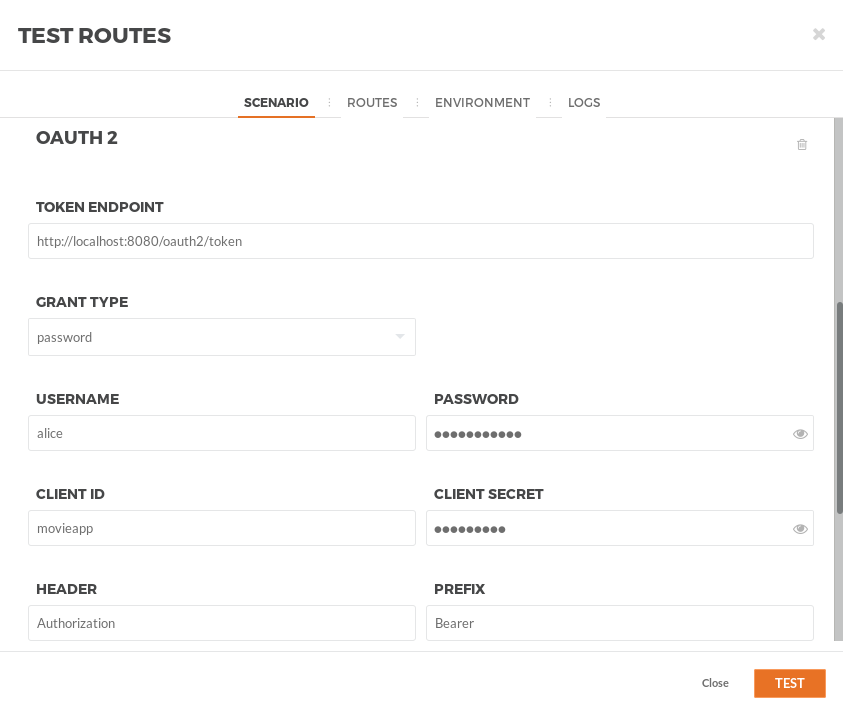 TEST ROUTES
SCENARIO ROUTES ENVIRONMENT LOGS
OAUTH 2
TOKEN ENDPOINT
http://localhost:8080/oauth2/token
GRANT TYPE
password
USERNAME PASSWORD
alice ●●●●●●●●●●●
CLIENT ID CLIENT SECRET
movieapp ●●●●●●●●●
HEADER PREFIX
Authorization Bearer
Close TEST